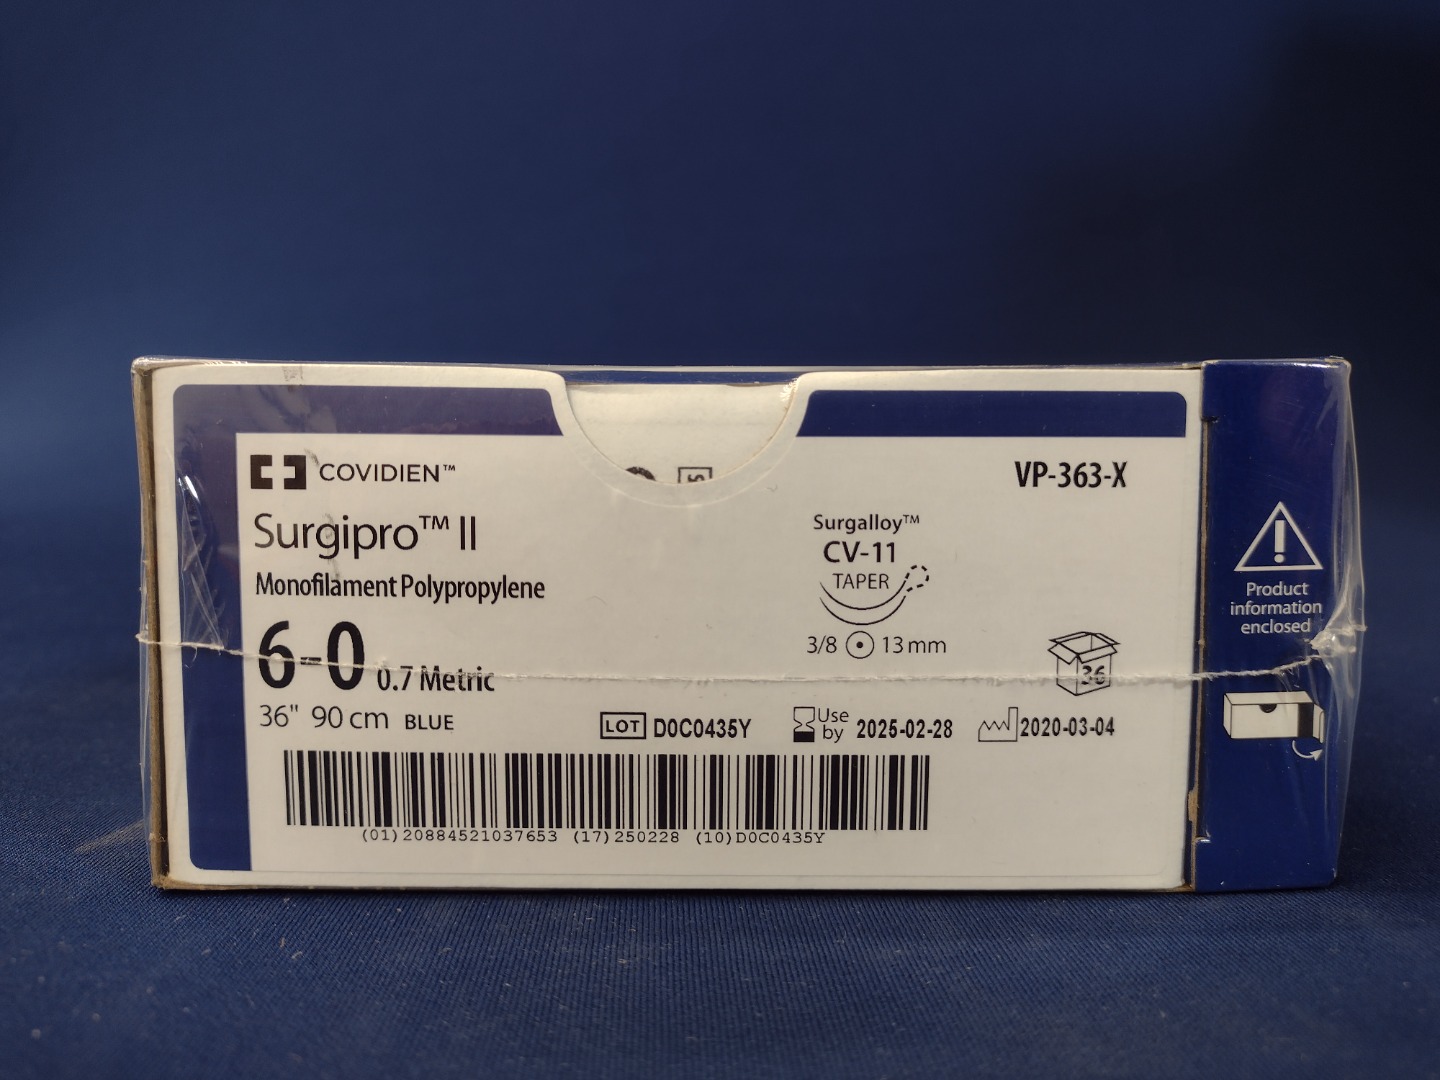 COVIDIEN™
VP-363-X
Surgipro™ II
Monofilament Polypropylene
6-0 0.7 Metric
36" 90 cm BLUE
Surgalloy™
CV-11
TAPER
3/8 13 mm
36
LOT D0C0435Y
Use by 2025-02-28
2020-03-04
(01)20884521037653 (17)250228 (10)D0C0435Y
Product
information
enclosed